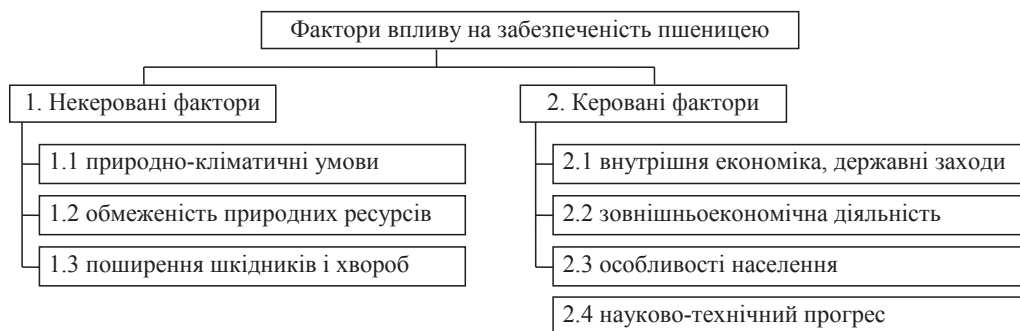 Фактори впливу на забезпеченість пшеницею
1. Некеровані фактори
1.1 природно-кліматичні умови
1.2 обмеженість природних ресурсів
1.3 поширення шкідників і хвороб
2. Керовані фактори
2.1 внутрішня економіка, державні заходи
2.2 зовнішньоекономічна діяльність
2.3 особливості населення
2.4 науково-технічний прогрес